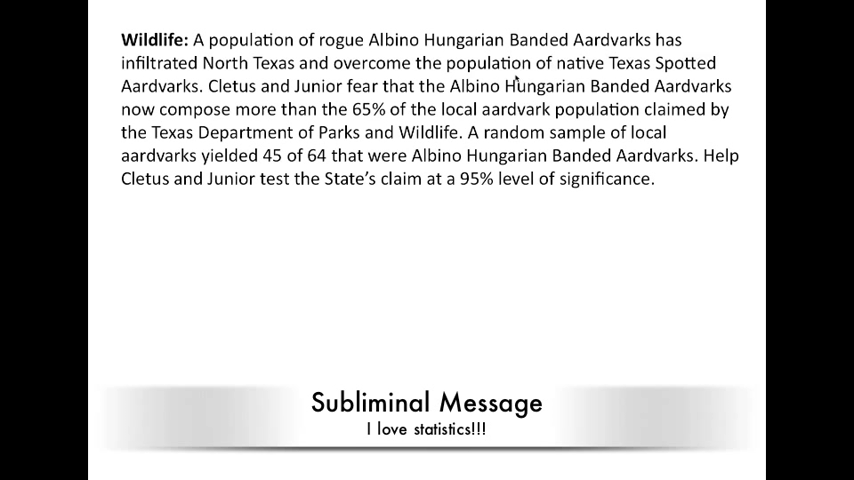 Wildlife: A population of rogue Albino Hungarian Banded Aardvarks has
infiltrated North Texas and overcome the population of native Texas Spotted
Aardvarks. Cletus and Junior fear that the Albino Hungarian Banded Aardvarks
now compose more than the 65% of the local aardvark population claimed by
the Texas Department of Parks and Wildlife. A random sample of local
aardvarks yielded 45 of 64 that were Albino Hungarian Banded Aardvarks. Help
Cletus and Junior test the State’s claim at a 95% level of significance.
Subliminal Message
I love statistics!!!